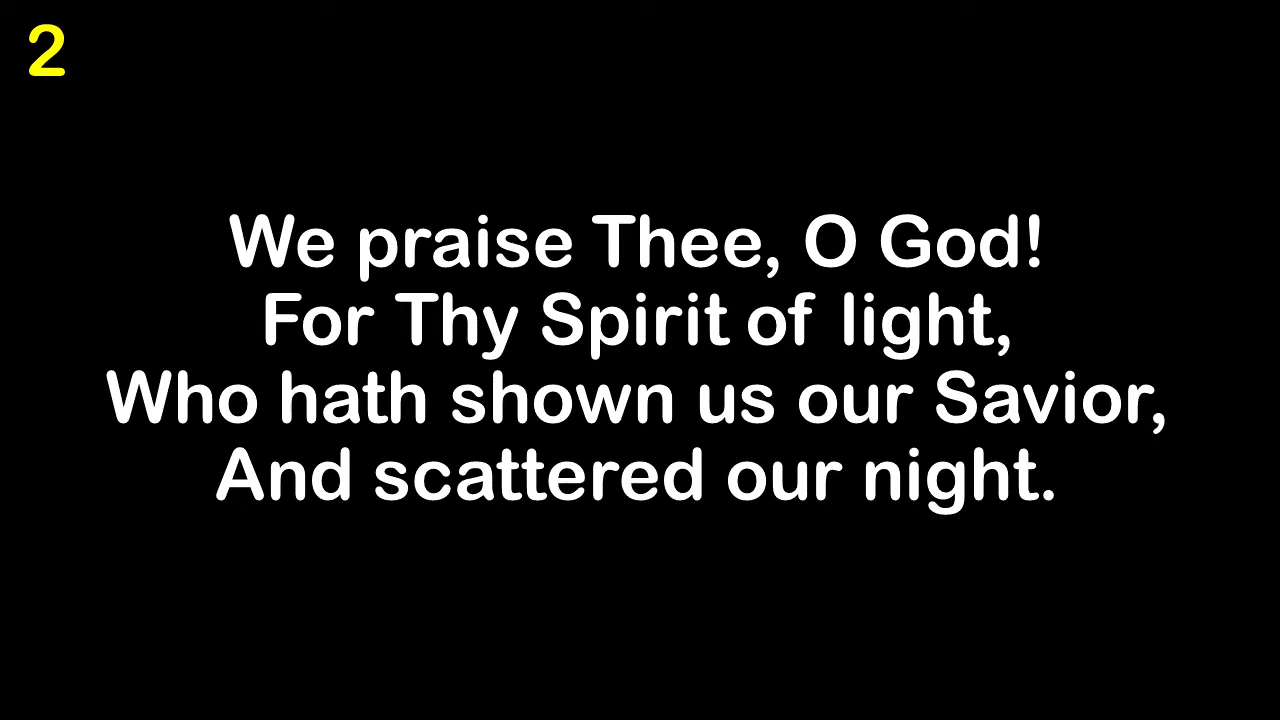 2
We praise Thee, O God!
For Thy Spirit of light,
Who hath shown us our Savior,
And scattered our night.